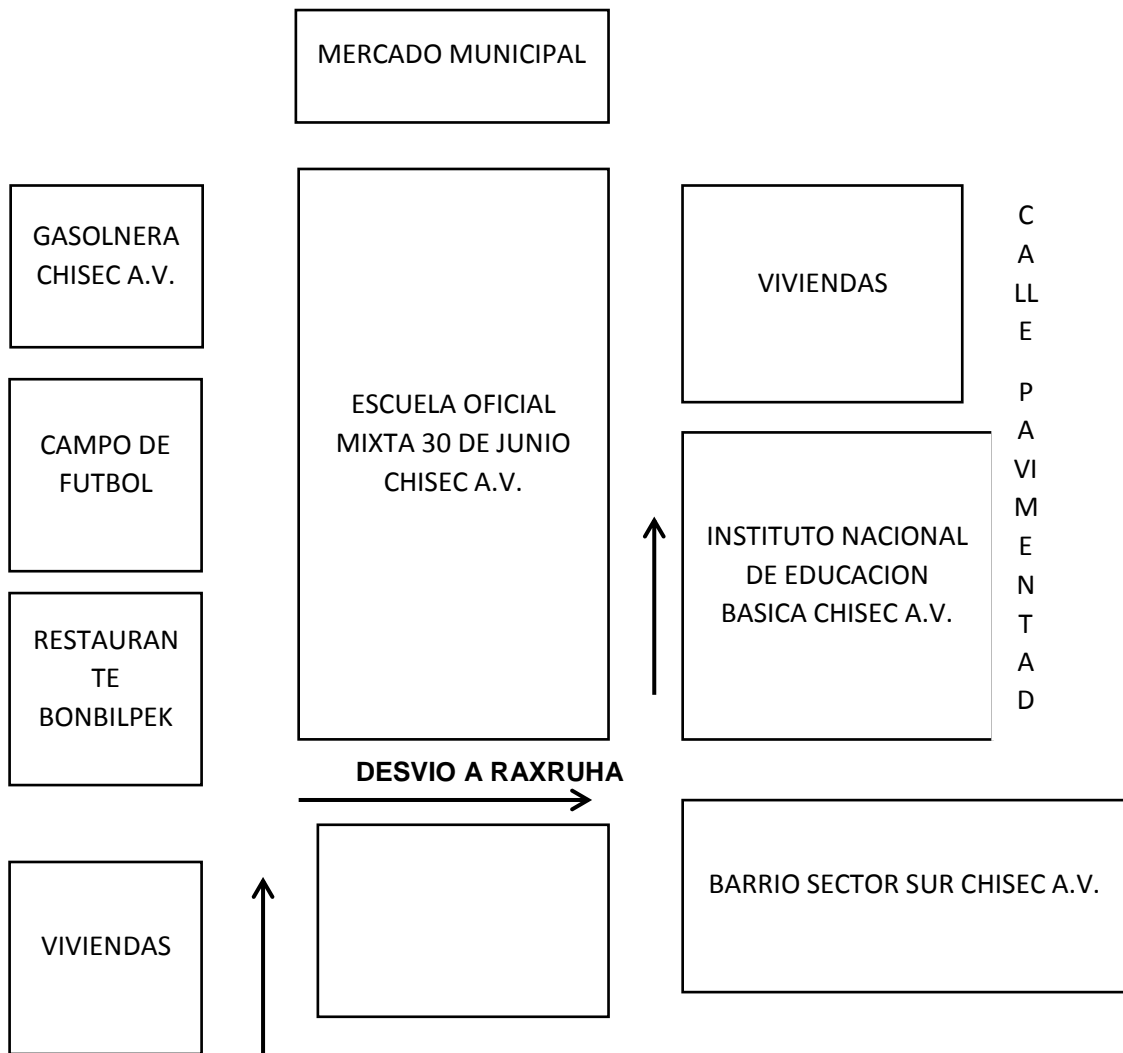 MERCADO MUNICIPAL
GASOLNERA
CHISEC A.V.
VIVIENDAS
C
A
LL
E
P
A
VI
M
E
N
T
A
D
ESCUELA OFICIAL
MIXTA 30 DE JUNIO
CHISEC A.V.
CAMPO DE
FUTBOL
INSTITUTO NACIONAL
DE EDUCACION
BASICA CHISEC A.V.
RESTAURAN
TE
BONBILPEK
DESVIO A RAXRUHA
BARRIO SECTOR SUR CHISEC A.V.
VIVIENDAS